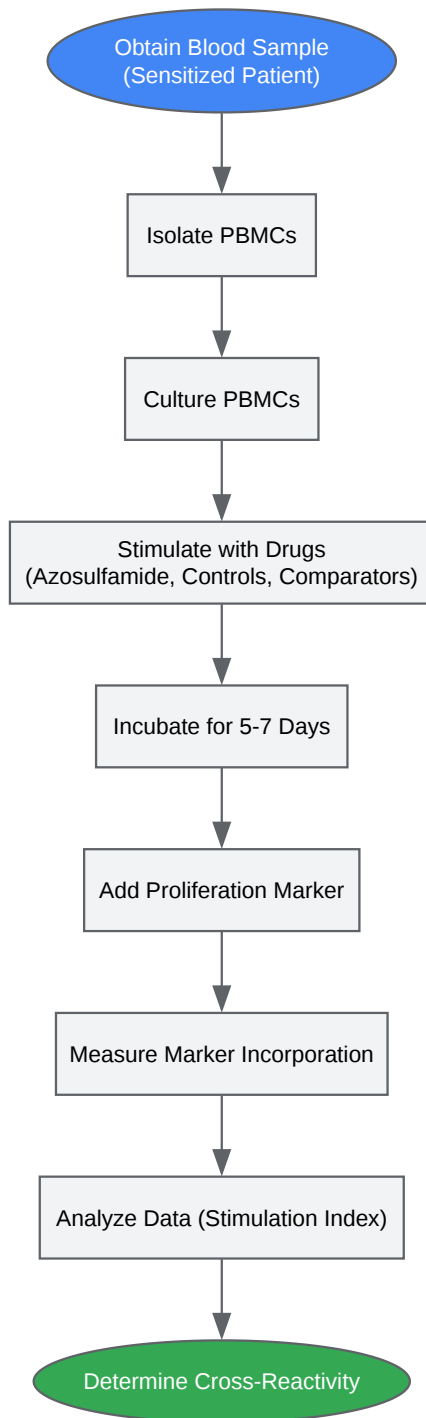 Obtain Blood Sample
(Sensitized Patient)
Isolate PBMCs
Culture PBMCs
Stimulate with Drugs
(Azosulfamide, Controls, Comparators)
Incubate for 5-7 Days
Add Proliferation Marker
Measure Marker Incorporation
Analyze Data (Stimulation Index)
Determine Cross-Reactivity